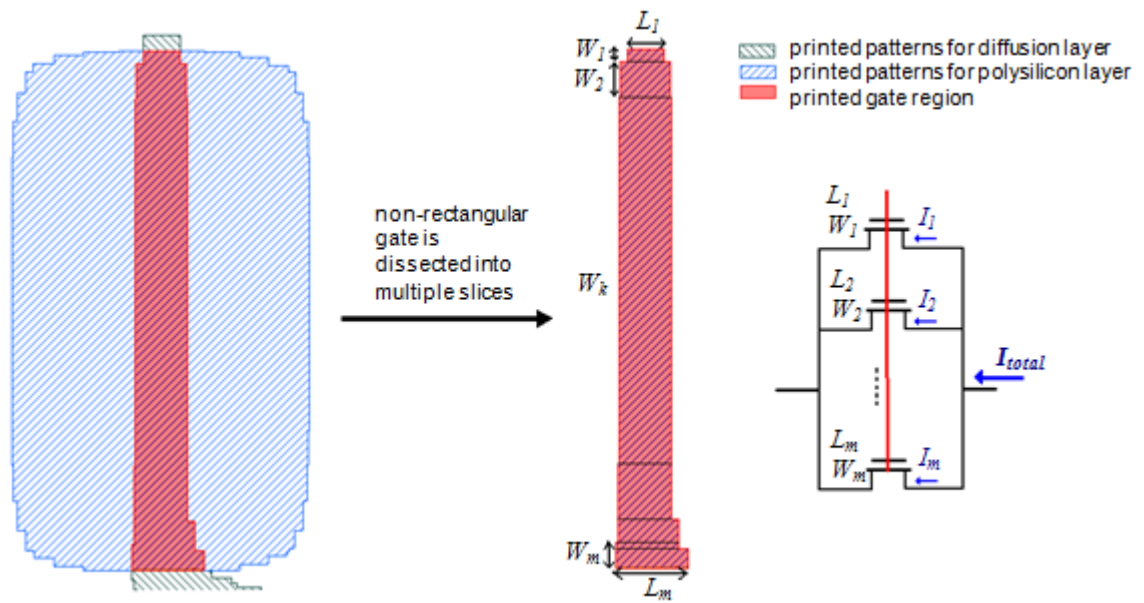 L1
W1
W2
printed patterns for diffusion layer
printed patterns for polysilicon layer
printed gate region
non-rectangular
gate is
dissected into
multiple slices
Wk
Wm
Lm
L1
W1
I1
L2
W2
I2
Itotal
Lm
Wm
Im